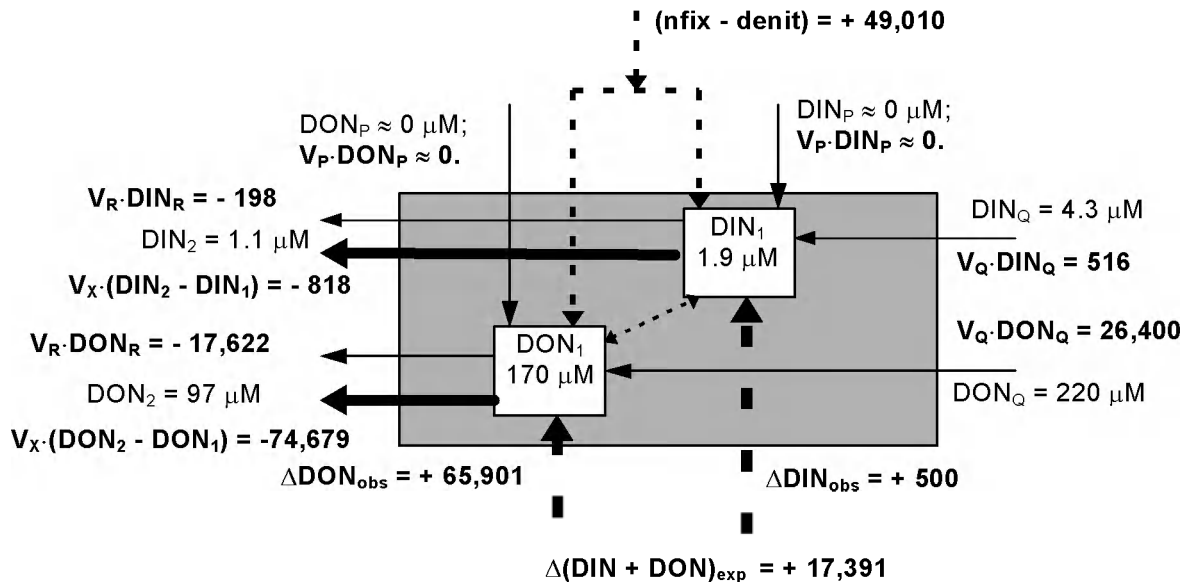 (nfix - denit) = + 49,010
DON_P ≈ 0 μM;
V_P·DON_P ≈ 0.
DIN_P ≈ 0 μM;
V_P·DIN_P ≈ 0.
V_R·DIN_R = - 198
DIN_2 = 1.1 μM
V_X·(DIN_2 - DIN_1) = - 818
DIN_1
1.9 μM
DIN_Q = 4.3 μM
V_Q·DIN_Q = 516
V_R·DON_R = - 17,622
DON_2 = 97 μM
V_X·(DON_2 - DON_1) = -74,679
DON_1
170 μM
V_Q·DON_Q = 26,400
DON_Q = 220 μM
ΔDON_obs = + 65,901
ΔDIN_obs = + 500
Δ(DIN + DON)_exp = + 17,391